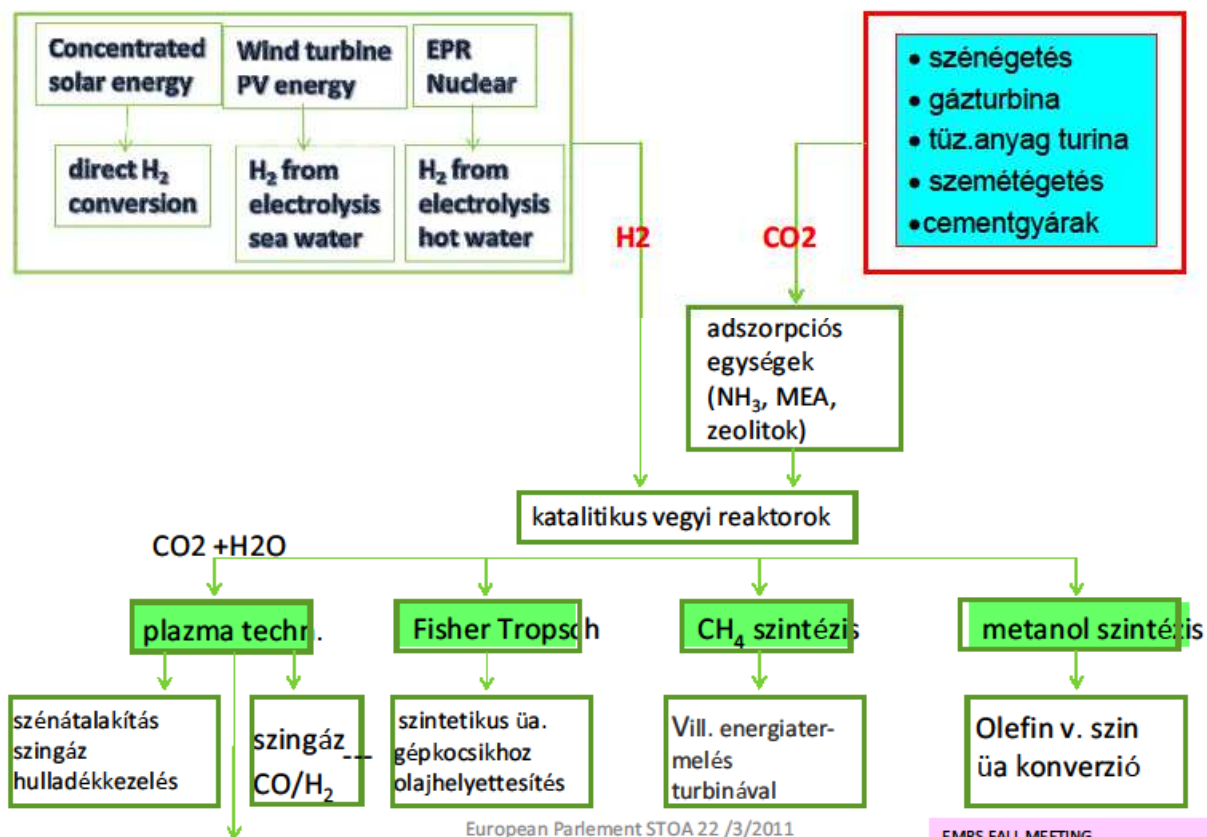 Concentrated
solar energy
Wind turbine
PV energy
EPR
Nuclear
direct H₂
conversion
H₂ from
electrolysis
sea water
H₂ from
electrolysis
hot water
• szénégetés
• gázturbina
• tüz.anyag turina
• szemétégetés
•cementgyárak
H2
CO2
adszorpciós
egységek
(NH₃, MEA,
zeolitok)
katalitikus vegyi reaktorok
CO2 +H2O
plazma techn.
Fisher Tropsch
CH₄ szintézis
metanol szintézis
szénátalakítás
szingáz
hulladékkezelés
szingáz
CO/H₂
---
szintetikus üa.
gépkocsikhoz
olajhelyettesítés
Vill. energiater-
melés
turbinával
Olefin v. szin
üa konverzió
European Parlement STOA 22 /3/2011
EMRS FALL MEETING